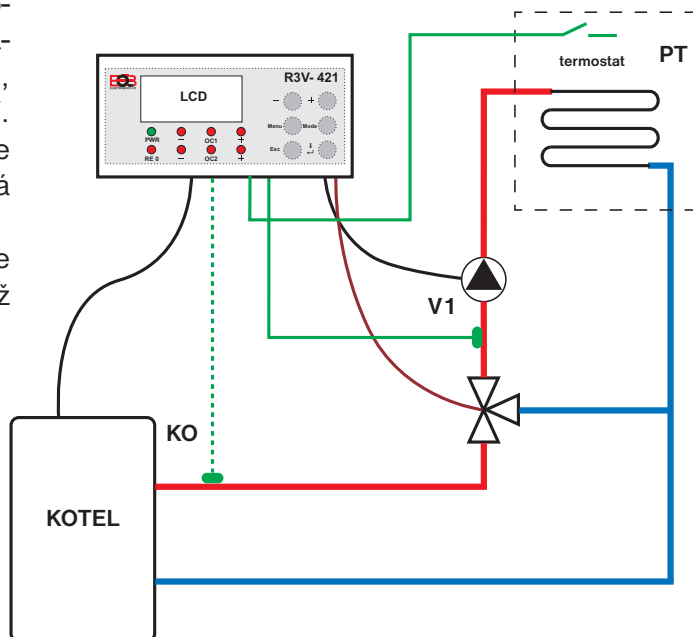 -
-
,
.
e
á
e
ž
R3V- 421
LCD
PWR - OC1 +
RE 0 - OC2 +
- +
Menu Mode
Esc
termostat
PT
V1
KO
KOTEL